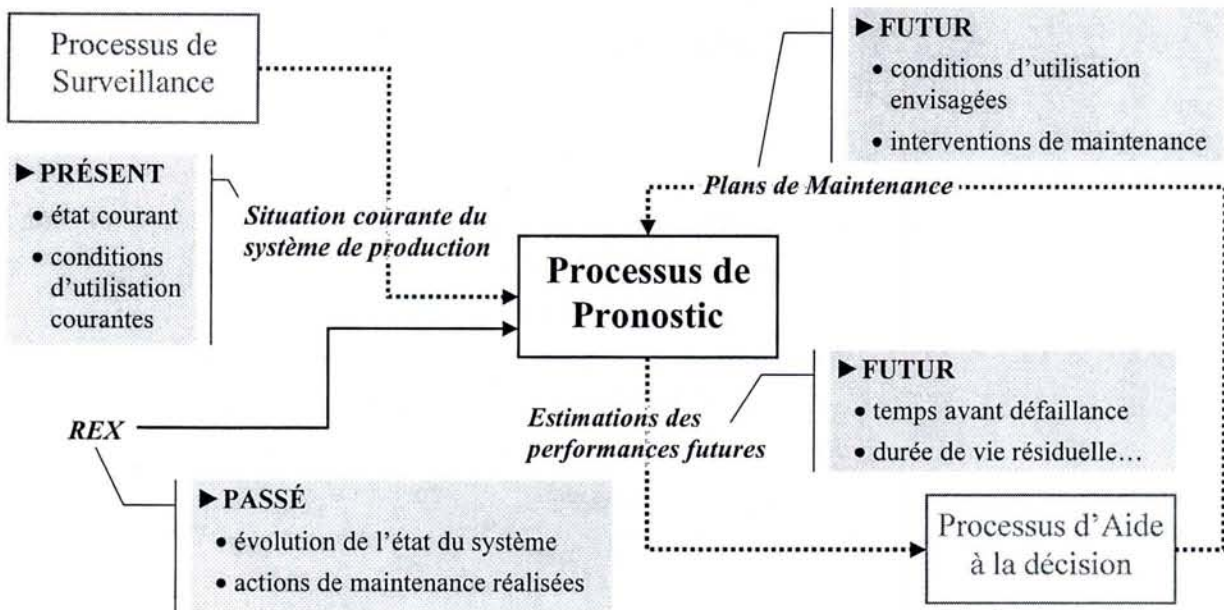 Processus de
Surveillance
► FUTUR
• conditions d'utilisation
envisagées
• interventions de maintenance
► PRÉSENT
• état courant
• conditions
d'utilisation
courantes
Situation courante du
système de production
Plans de Maintenance
Processus de
Pronostic
► FUTUR
• temps avant défaillance
• durée de vie résiduelle…
REX
Estimations des
performances futures
► PASSÉ
• évolution de l'état du système
• actions de maintenance réalisées
Processus d'Aide
à la décision